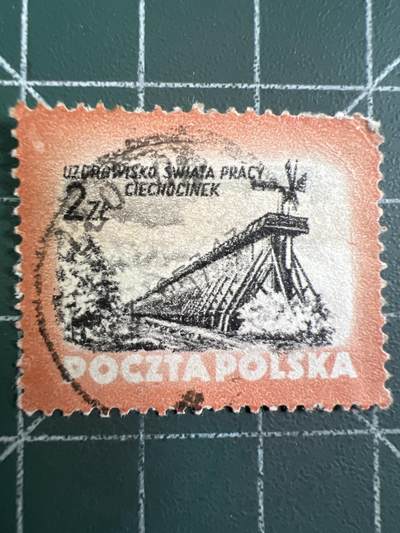 UZDROWISKO ŚWIATA PRACY
CIECHOCINEK
2 ZŁ
POCZTA POLSKA